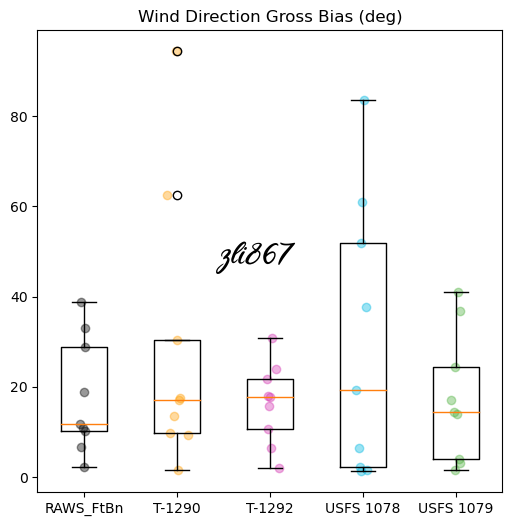 Wind Direction Gross Bias (deg)
80
60
zli867
40
20
0
RAWS_FtBn T-1290 T-1292 USFS 1078 USFS 1079